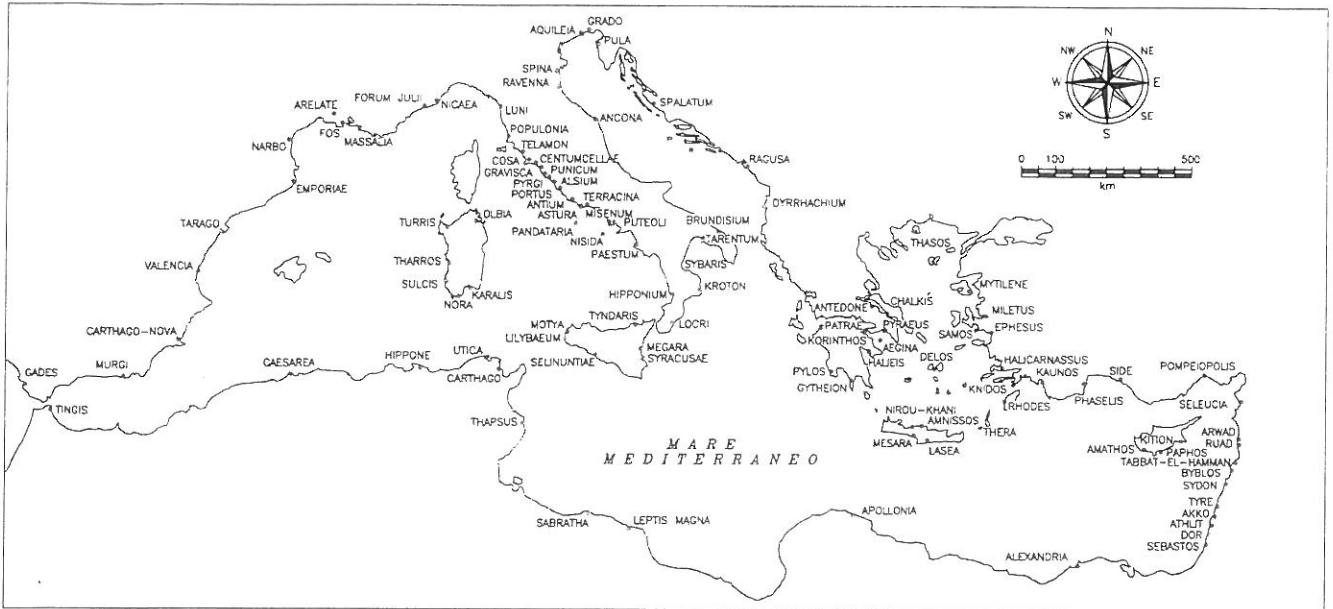 GRADO
AQUILEIA
PULA
SPINA
RAVENNA
SPALATUM
ANCONA
RAGUSA
DYRRHACHIUM
N
NE
E
SE
S
SW
W
NW
0 100 500
km
FORUM JULII
NICAEA
ARELATE
FOS
MASSALIA
NARBO
LUNI
POPULONIA
TELAMON
COSA
CENTUMCELLAE
GRAVISCA
PUNICUM
PYRGI
ALSIUM
PORTUS
TERRACINA
ANTIUM
MISENUM
ASTURA
PUTEOLI
PANDATARIA
NISIDA
PAESTUM
EMPORIAE
TARAGO
VALENCIA
CARTHAGO-NOVA
MURGI
GADES
TINGIS
OLBIA
TURRIS
THARROS
SULCIS
KARALIS
NORA
BRUNDISIUM
TARENTUM
SYBARIS
KROTON
HIPPONIUM
LOCRI
TYNDARIS
MOTYA
LILYBAEUM
MEGARA
SYRACUSAE
SELINUNTIAE
CAESAREA
HIPPONE
UTICA
CARTHAGO
THAPSUS
SABRATHA
LEPTIS MAGNA
MARE
MEDITERRANEO
THASOS
MYTILENE
CHALKIS
ANTEDONE
MILETUS
PATRAE
PYRAEUS
SAMOS
EPHESUS
KORINTHOS
AEGINA
HALIEIS
DELOS
HALICARNASSUS
PYLOS
KAUNOS
SIDE
POMPEIOPOLIS
GYTHEION
KNIDOS
PHASELIS
RHODES
SELEUCIA
NIROU-KHANI
AMNISSOS
THERA
MESARA
LASEA
KITION
ARWAD
RUAD
AMATHOS
PAPHOS
TABBAT-EL-HAMMAN
BYBLOS
SYDON
TYRE
AKKO
ATHLIT
DOR
SEBASTOS
APOLLONIA
ALEXANDRIA